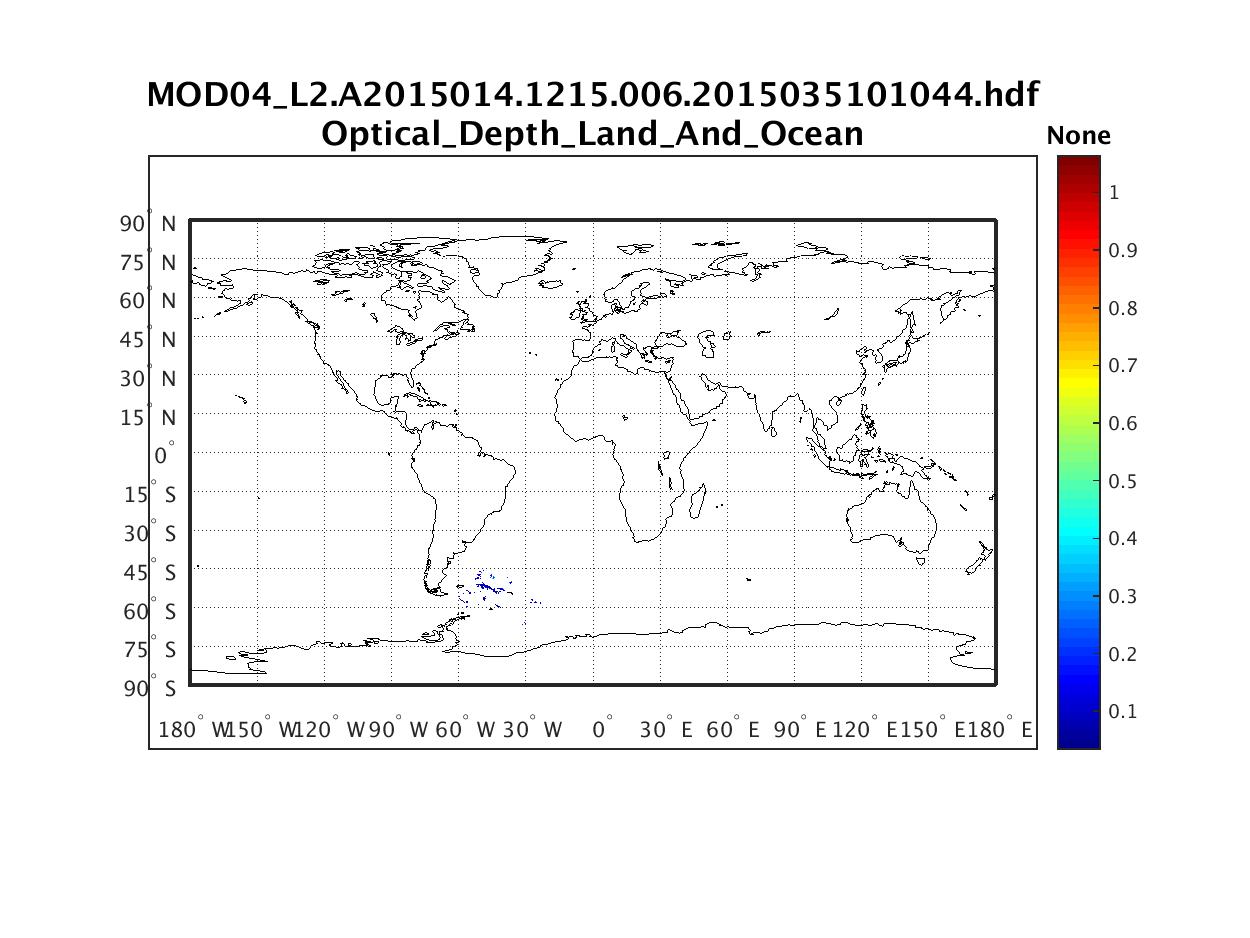 MOD04_L2.A2015014.1215.006.2015035101044.hdf
Optical_Depth_Land_And_Ocean
None
90° N
75° N
60° N
45° N
30° N
15° N
0°
15° S
30° S
45° S
60° S
75° S
90° S
180° W 150° W 120° W 90° W 60° W 30° W 0° 30° E 60° E 90° E 120° E 150° E 180° E
1
0.9
0.8
0.7
0.6
0.5
0.4
0.3
0.2
0.1